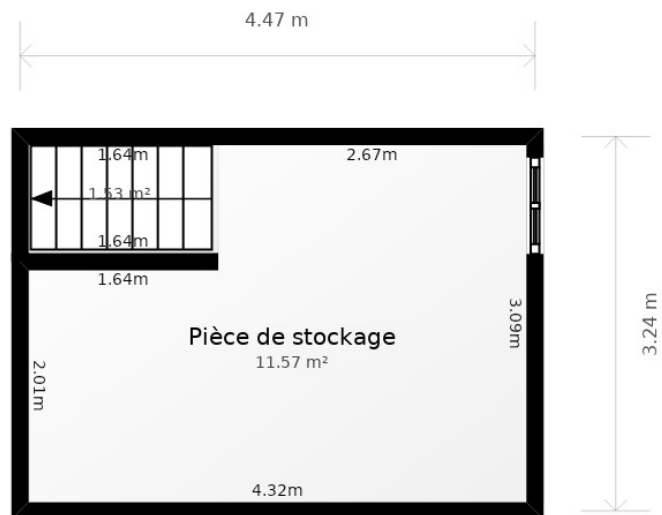 4.47 m
1.64m
2.67m
1.53 m²
1.64m
1.64m
3.24 m
3.09m
Pièce de stockage
11.57 m²
2.01m
4.32m